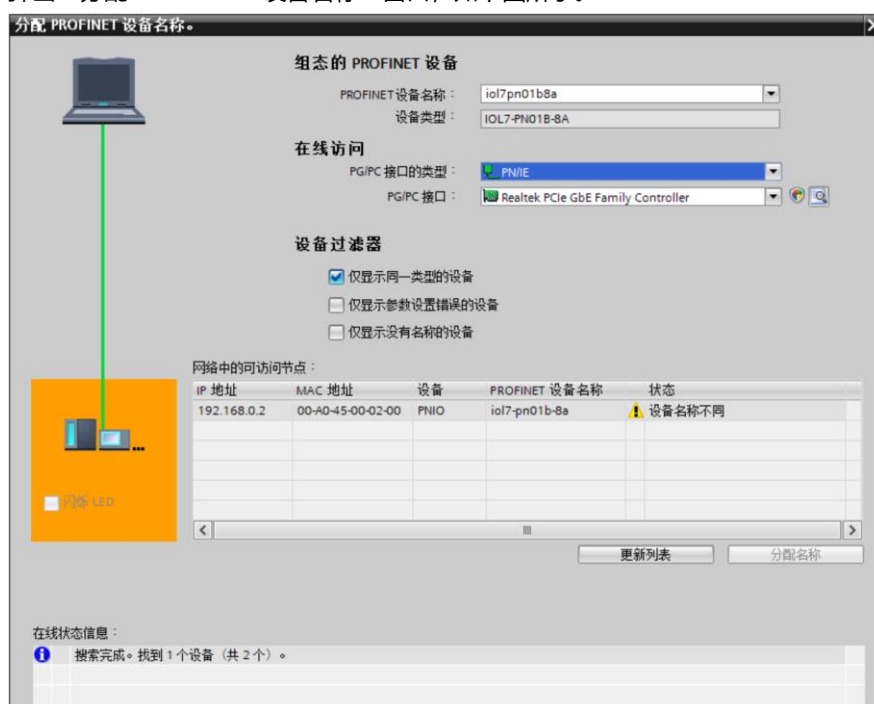 分配 PROFINET 设备名称。
组态的 PROFINET 设备
PROFINET设备名称：
iol7pn01b8a
设备类型：
IOL7-PN01B-8A
在线访问
PG/PC 接口的类型：
PN/IE
PG/PC 接口：
Realtek PCIe GbE Family Controller
设备过滤器
仅显示同一类型的设备
仅显示参数设置错误的设备
仅显示没有名称的设备
网络中的可访问节点：
IP 地址 MAC 地址 设备 PROFINET 设备名称 状态
192.168.0.2 00-A0-45-00-02-00 PNIO iol7-pn01b-8a 设备名称不同
闪烁 LED
更新列表 分配名称
在线状态信息：
搜索完成。找到 1 个设备（共 2 个）。